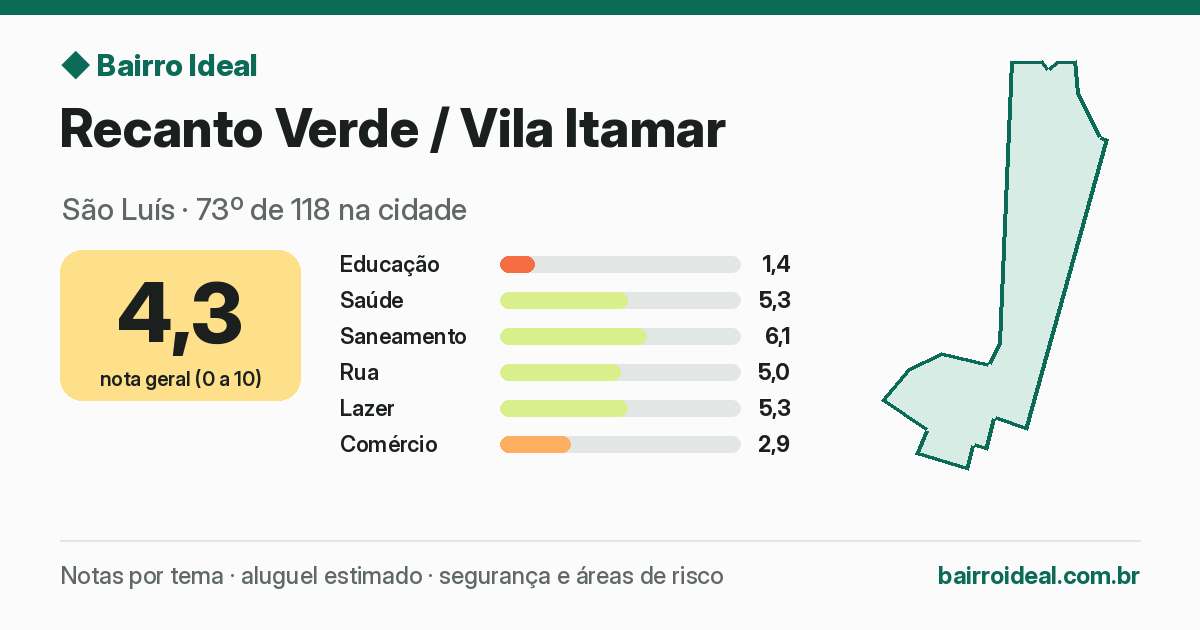 Bairro Ideal
Recanto Verde / Vila Itamar
São Luís · 73º de 118 na cidade
4,3
nota geral (0 a 10)
Educação 1,4
Saúde 5,3
Saneamento 6,1
Rua 5,0
Lazer 5,3
Comércio 2,9
Notas por tema · aluguel estimado · segurança e áreas de risco
bairroideal.com.br